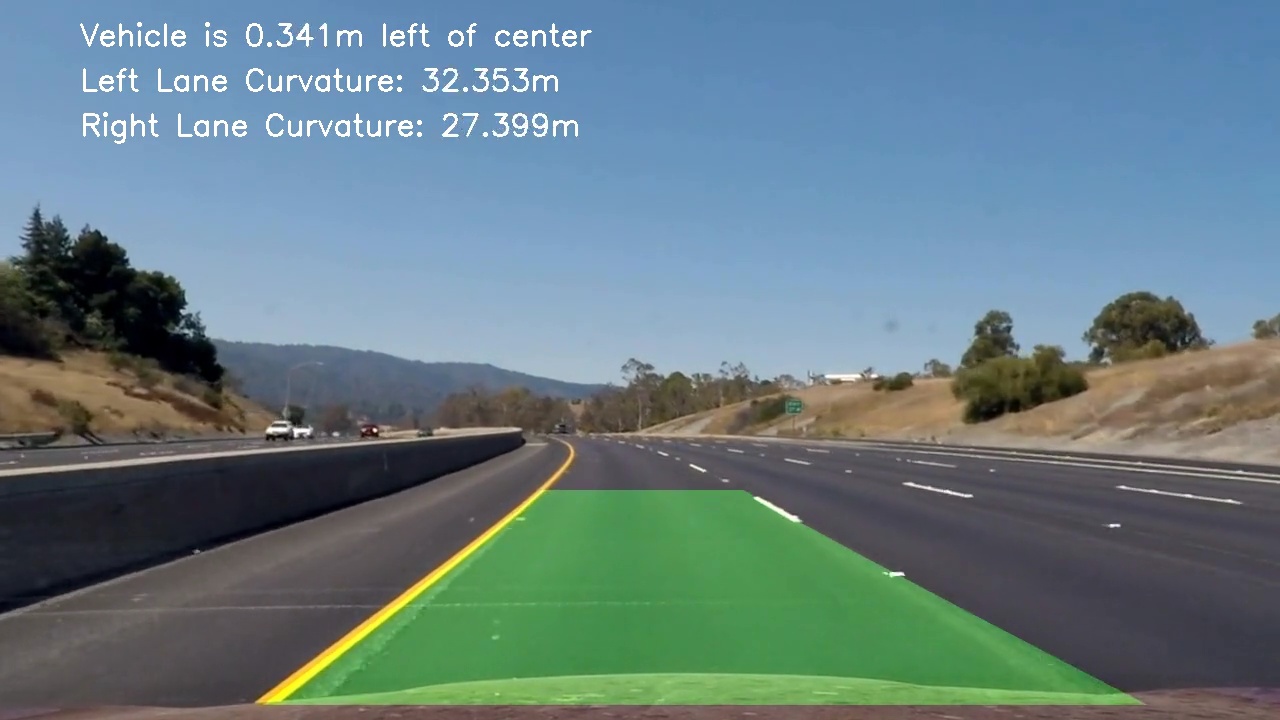 Vehicle is 0.341m left of center
Left Lane Curvature: 32.353m
Right Lane Curvature: 27.399m